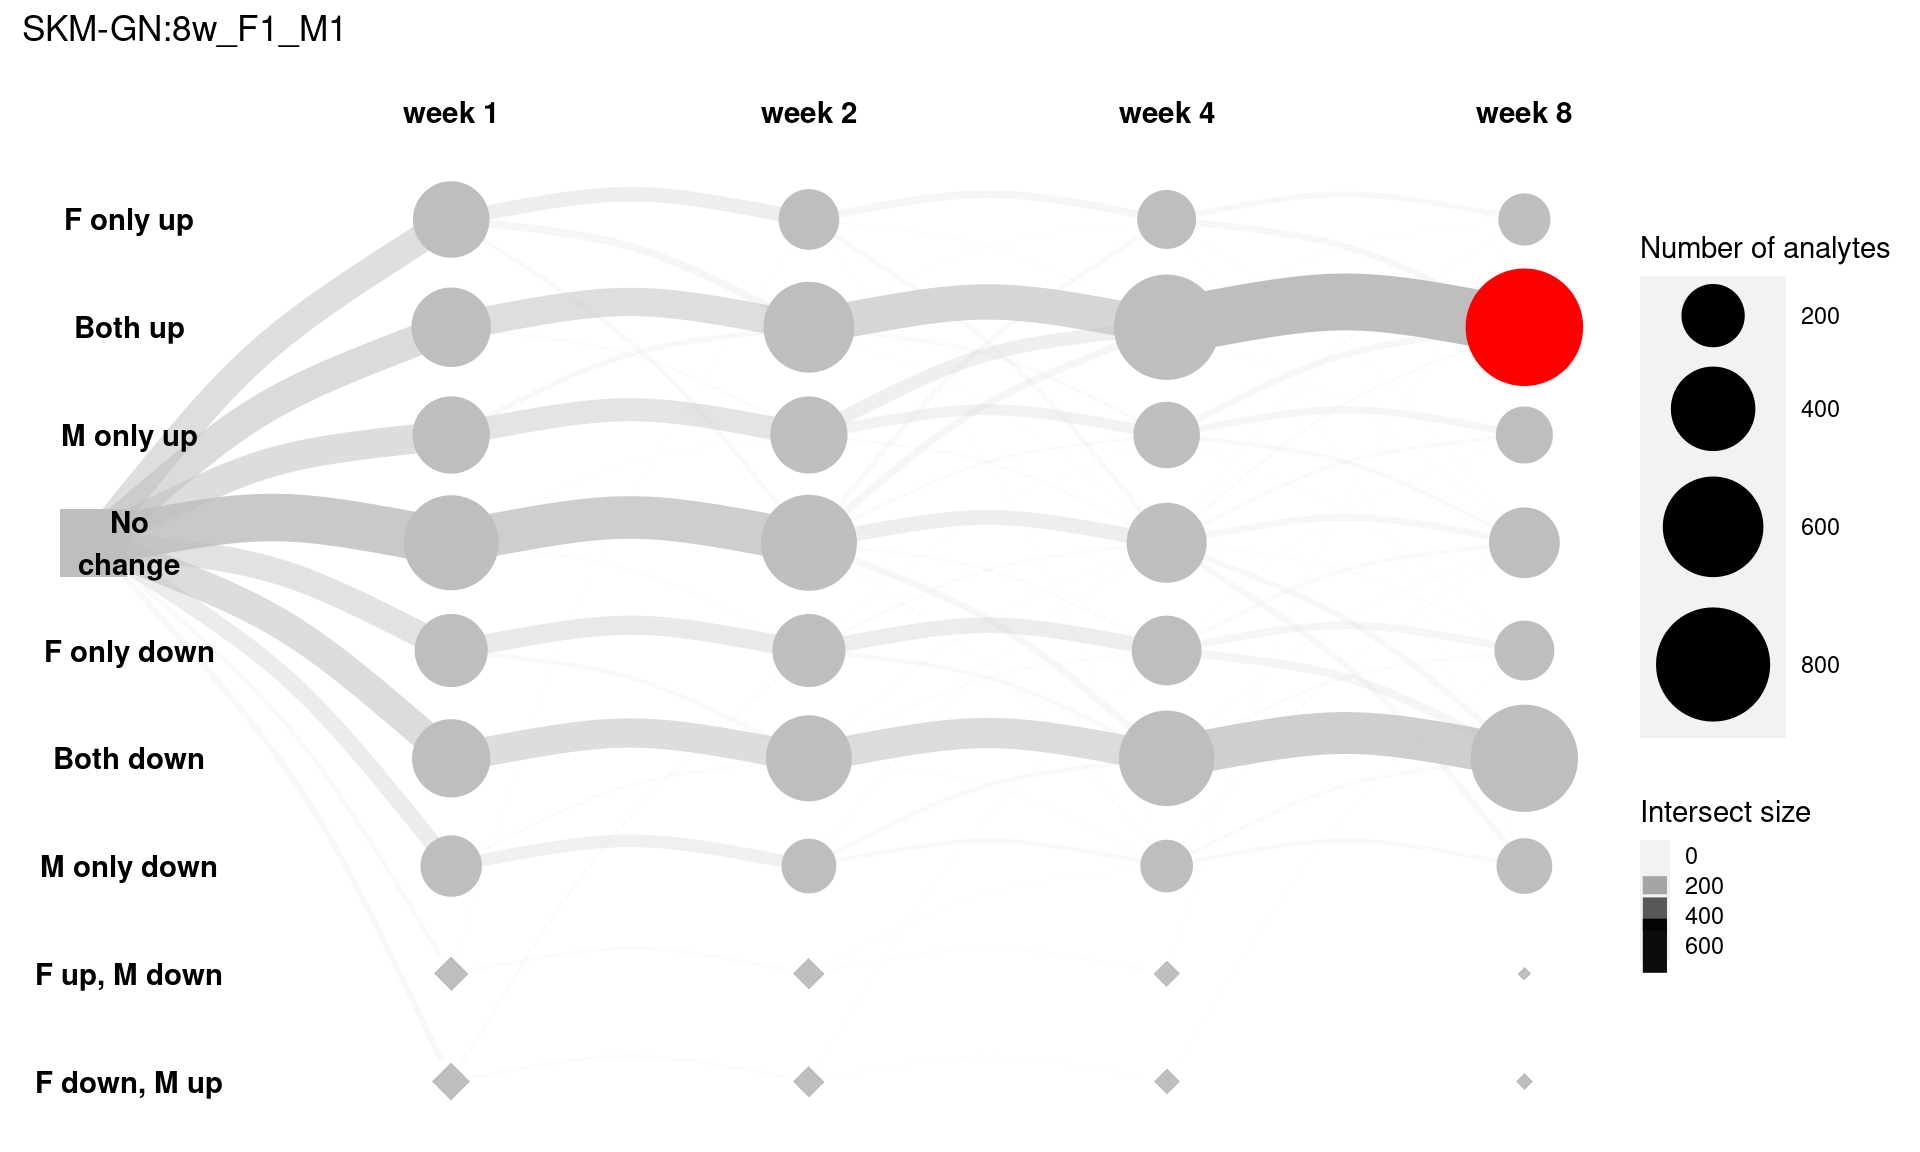 SKM-GN:8w_F1_M1
week 1
week 2
week 4
week 8
F only up
Both up
M only up
No
change
F only down
Both down
M only down
F up, M down
F down, M up
Number of analytes
200
400
600
800
Intersect size
0
200
400
600